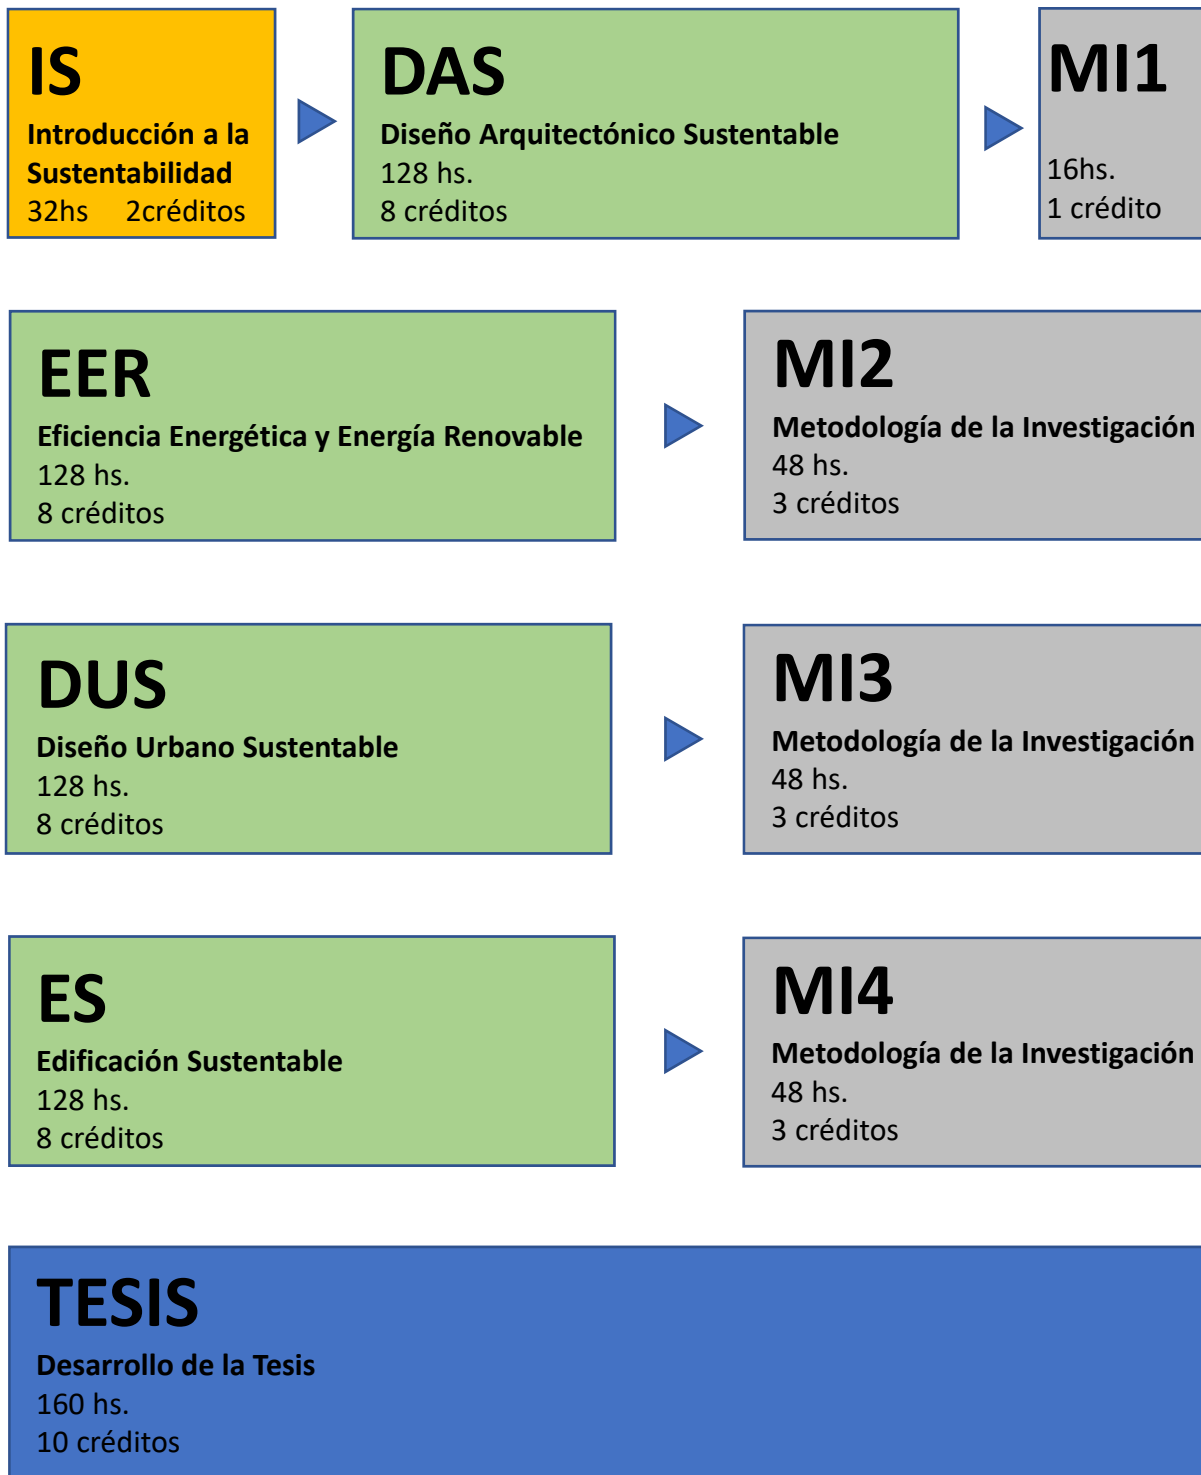 IS
Introducción a la
Sustentabilidad
32hs 2créditos
DAS
Diseño Arquitectónico Sustentable
128 hs.
8 créditos
MI1
16hs.
1 crédito
EER
Eficiencia Energética y Energía Renovable
128 hs.
8 créditos
MI2
Metodología de la Investigación
48 hs.
3 créditos
DUS
Diseño Urbano Sustentable
128 hs.
8 créditos
MI3
Metodología de la Investigación
48 hs.
3 créditos
ES
Edificación Sustentable
128 hs.
8 créditos
MI4
Metodología de la Investigación
48 hs.
3 créditos
TESIS
Desarrollo de la Tesis
160 hs.
10 créditos